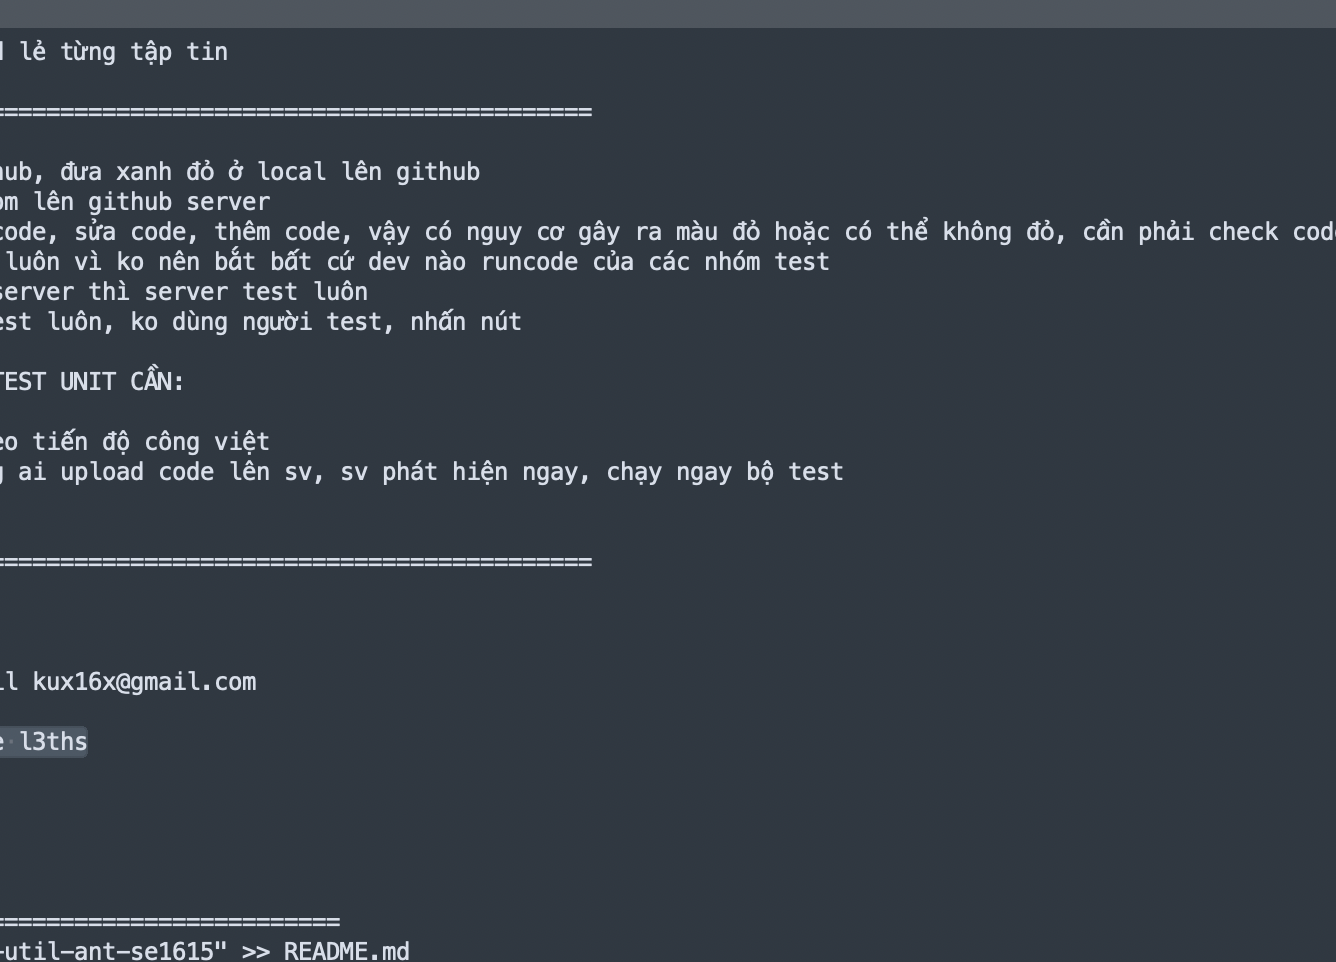 lẻ từng tập tin
==========================================
hub, đưa xanh đỏ ở local lên github
om lên github server
code, sửa code, thêm code, vậy có nguy cơ gây ra màu đỏ hoặc có thể không đỏ, cần phải check code
luôn vì ko nên bắt bất cứ dev nào runcode của các nhóm test
server thì server test luôn
est luôn, ko dùng người test, nhấn nút
TEST UNIT CẦN:
eo tiến độ công việt
g ai upload code lên sv, sv phát hiện ngay, chạy ngay bộ test
==========================================
il kux16x@gmail.com
e l3ths
========================
-util-ant-se1615" >> README.md